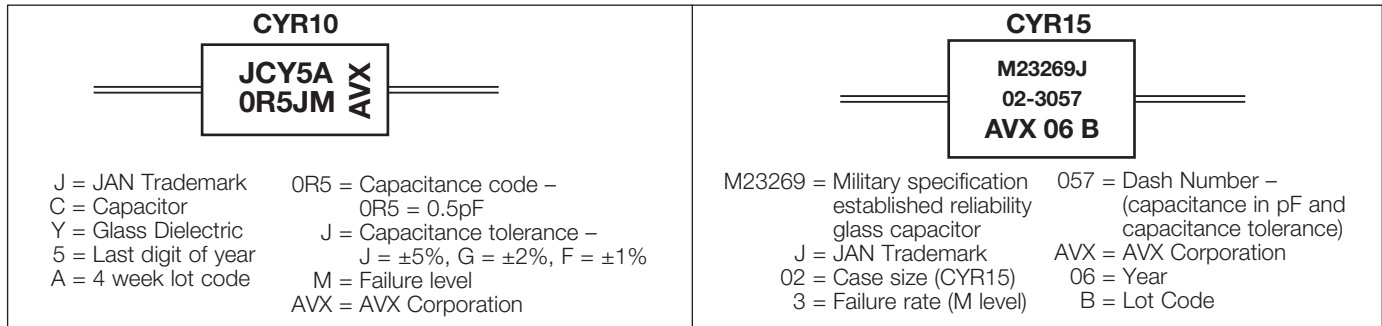 CYR10
JCY5A
0R5JM
AVX
J = JAN Trademark
C = Capacitor
Y = Glass Dielectric
5 = Last digit of year
A = 4 week lot code
0R5 = Capacitance code –
0R5 = 0.5pF
J = Capacitance tolerance –
J = ±5%, G = ±2%, F = ±1%
M = Failure level
AVX = AVX Corporation
CYR15
M23269J
02-3057
AVX 06 B
M23269 = Military specification
established reliability
glass capacitor
J = JAN Trademark
02 = Case size (CYR15)
3 = Failure rate (M level)
057 = Dash Number –
(capacitance in pF and
capacitance tolerance)
AVX = AVX Corporation
06 = Year
B = Lot Code